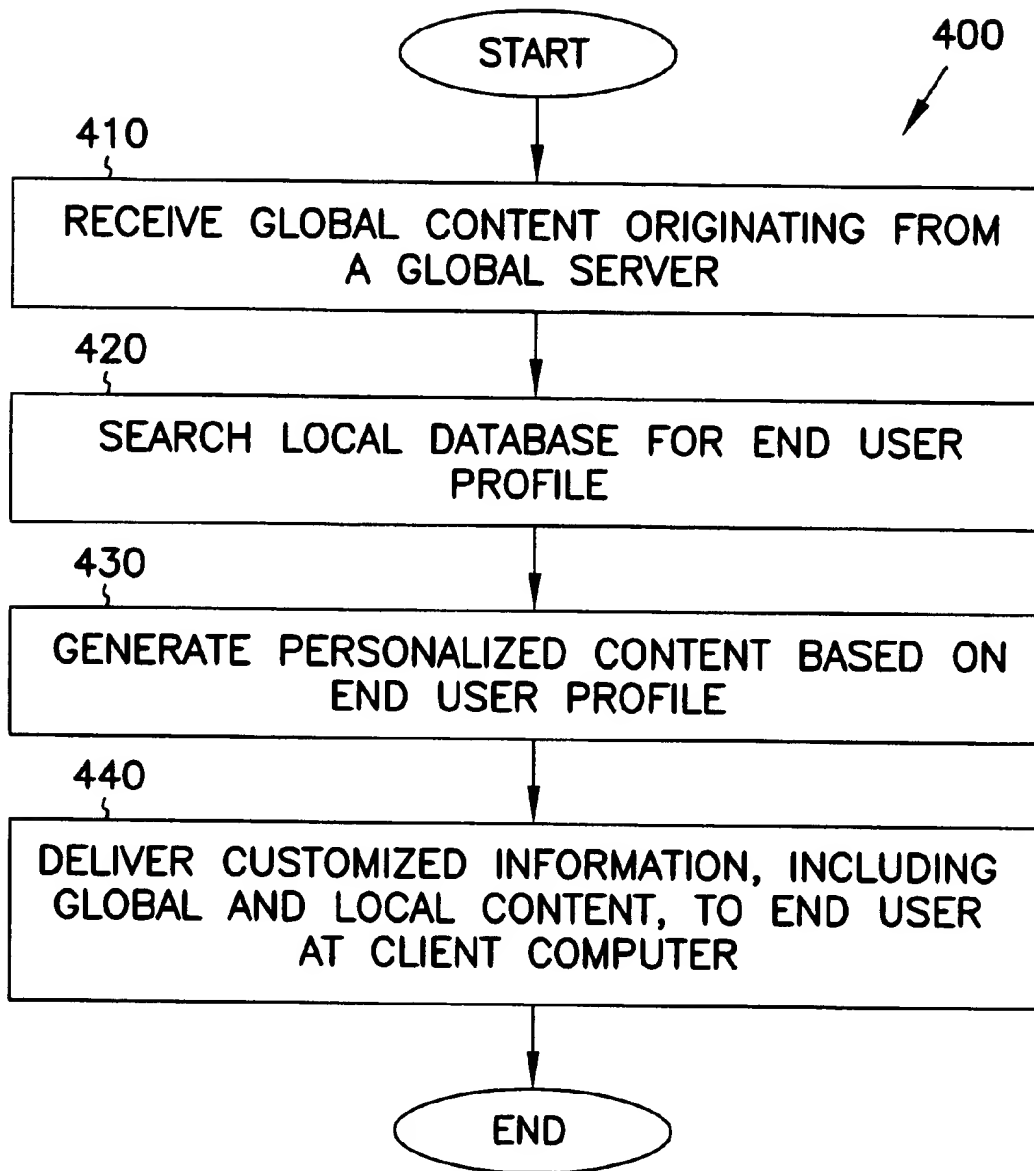 START
400
410
RECEIVE GLOBAL CONTENT ORIGINATING FROM
A GLOBAL SERVER
420
SEARCH LOCAL DATABASE FOR END USER
PROFILE
430
GENERATE PERSONALIZED CONTENT BASED ON
END USER PROFILE
440
DELIVER CUSTOMIZED INFORMATION, INCLUDING
GLOBAL AND LOCAL CONTENT, TO END USER
AT CLIENT COMPUTER
END